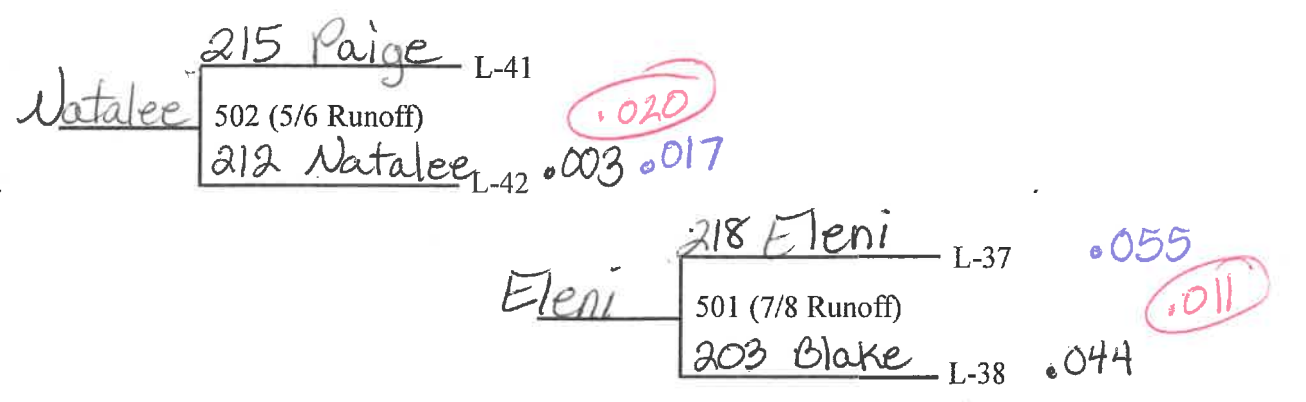 215 Paige L-41
Natalee 502 (5/6 Runoff) .020
212 Natalee L-42 .003 .017
218 Eleni L-37 .055
Eleni 501 (7/8 Runoff) .011
203 Blake L-38 .044